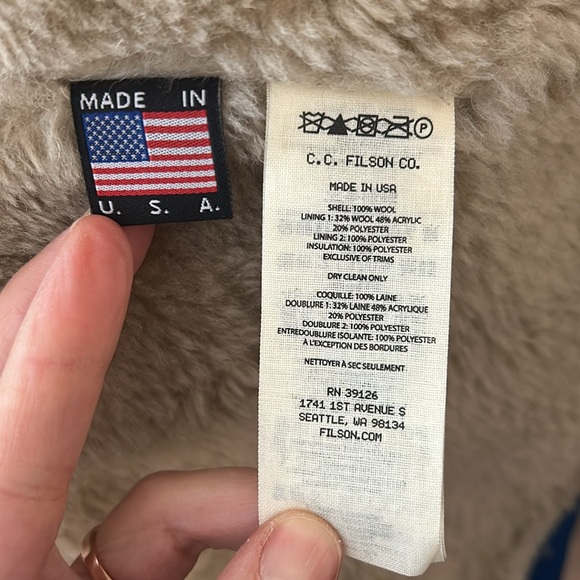 MADE IN
U. S. A.
P
C.C. FILSON CO.
MADE IN USA
SHELL: 100% WOOL
LINING 1: 32% WOOL 48% ACRYLIC
20% POLYESTER
LINING 2: 100% POLYESTER
INSULATION: 100% POLYESTER
EXCLUSIVE OF TRIMS
DRY CLEAN ONLY
COQUILLE: 100% LAINE
DOUBLURE 1: 32% LAINE 48% ACRYLIQUE
20% POLYESTER
DOUBLURE 2: 100% POLYESTER
ENTREDOUBLURE ISOLANTE: 100% POLYESTER
À L'EXCEPTION DES BORDURES
NETTOYER À SEC SEULEMENT
RN 39126
1741 1ST AVENUE S
SEATTLE, WA 98134
FILSON.COM